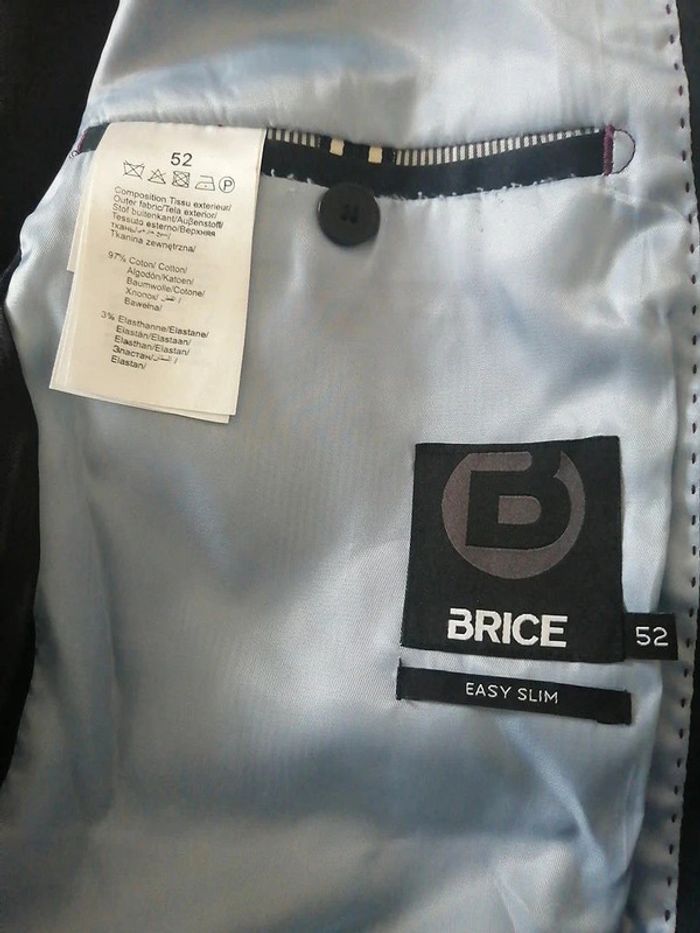 52
P
Composition Tissu exterieur/
Outer fabric/Tela exterior/
Stof buitenkant/Außenstoff/
Tessuto esterno/Верхняя
ткань/
Tkanina zewnętrzna/
97% Coton/ Cotton/
Algodón/Katoen/
Baumwolle/Cotone/
Хлопок/
Bawełna/
3% Elasthanne/Elastane/
Elastán/Elastaan/
Elasthan/Elastan/
Эластан/
Elastan/
B
BRICE
52
EASY SLIM